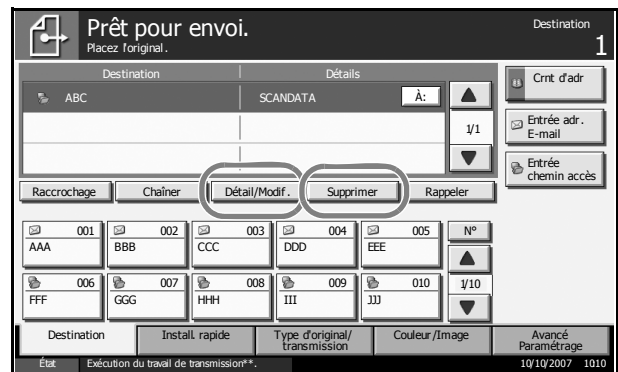 Prêt pour envoi.
Placez l'original.
Destination
1
Destination Détails
ABC SCANDATA À:
1/1
Crnt d'adr
Entrée adr.
E-mail
Entrée
chemin accès
Raccrochage Chaîner Détail/Modif. Supprimer Rappeler
001 002 003 004 005 N°
AAA BBB CCC DDD EEE
006 007 008 009 010 1/10
FFF GGG HHH III JJJ
Destination Install. rapide Type d'original/
transmission Couleur/Image Avancé
Paramétrage
État Exécution du travail de transmission**. 10/10/2007 1010